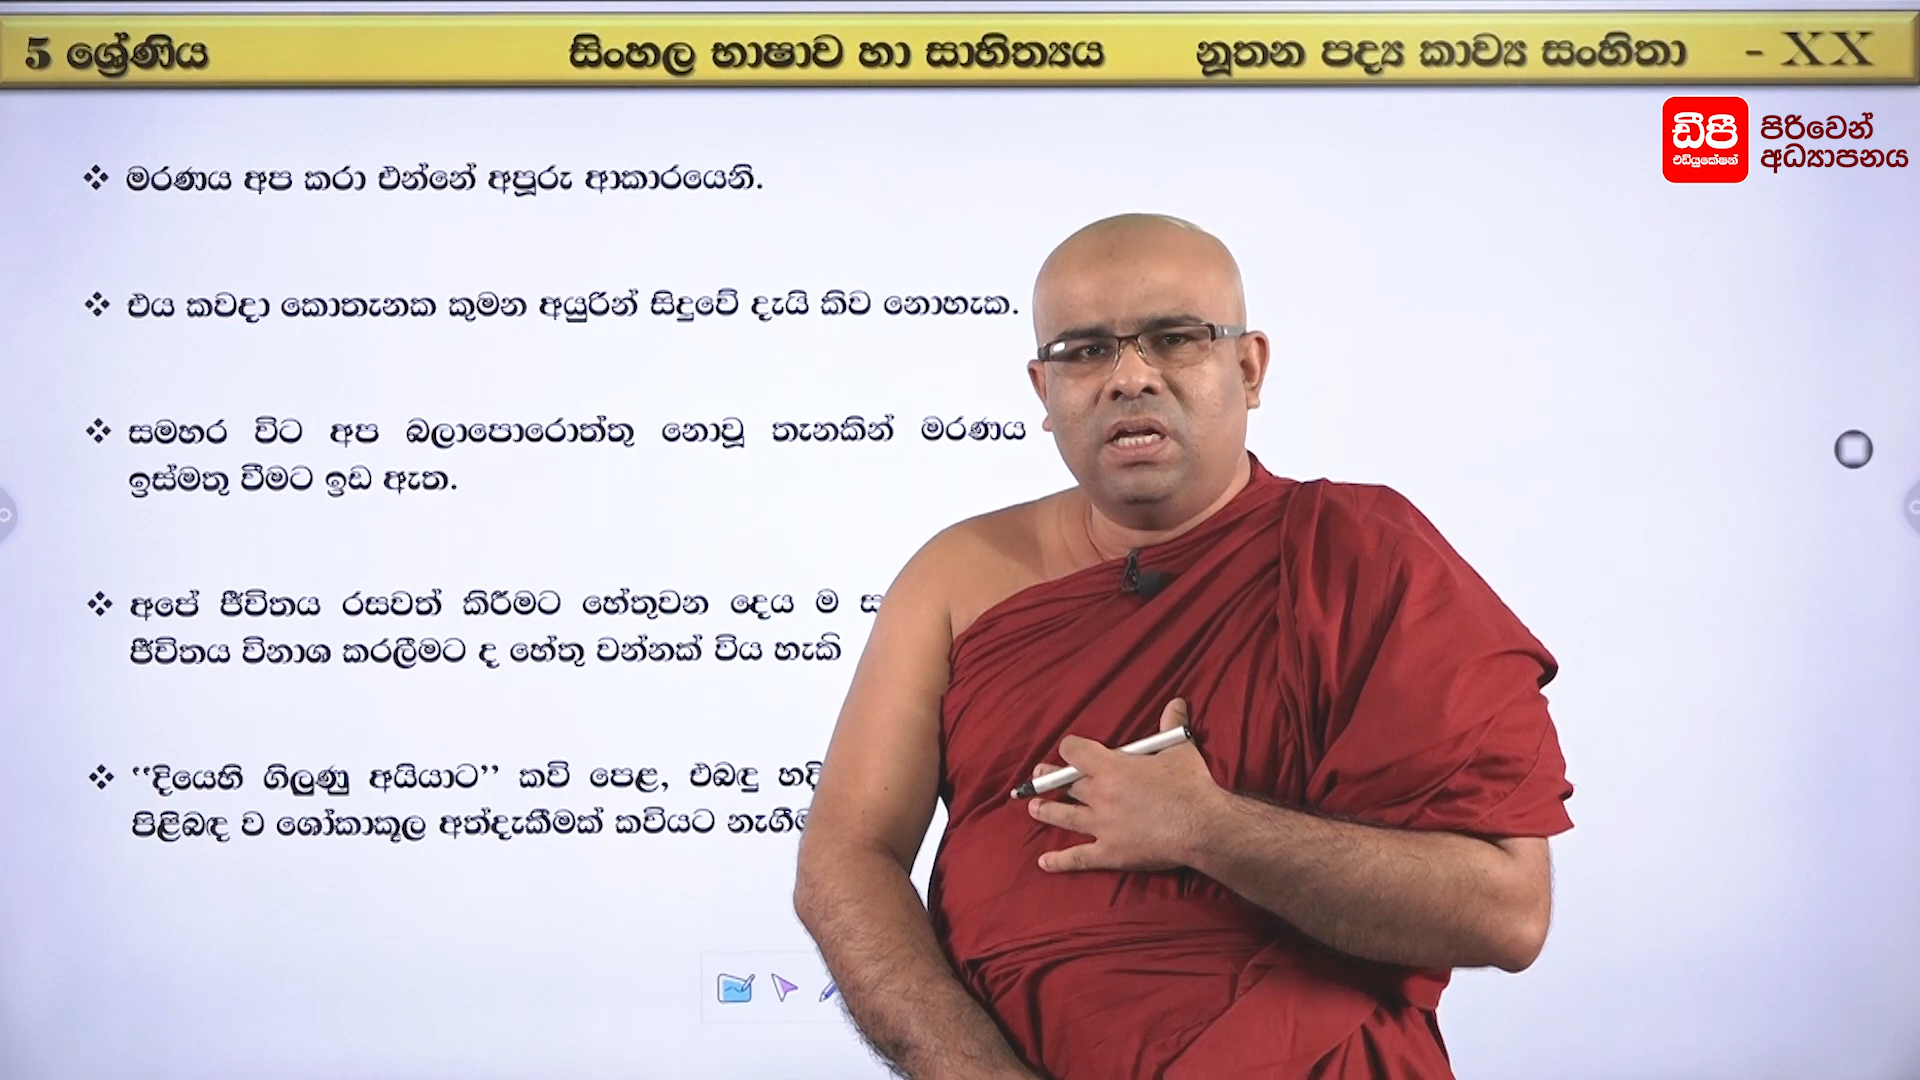 5 ශ්‍රේණිය සිංහල භාෂාව හා සාහිත්‍යය නූතන පද්‍ය කාව්‍ය සංහිතා - XX
ඩීපී
එඩියුකේෂන්
පිරිවෙන්
අධ්‍යාපනය
❖ මරණය අප කරා එන්නේ අපූරු ආකාරයෙනි.
❖ එය කවදා කොතැනක කුමන අයුරින් සිදුවේ දැයි කිව නොහැක.
❖ සමහර විට අප බලාපොරොත්තු නොවූ තැනකින් මරණය
ඉස්මතු වීමට ඉඩ ඇත.
❖ අපේ ජීවිතය රසවත් කිරීමට හේතුවන දෙය ම
ජීවිතය විනාශ කරලීමට ද හේතු වන්නක් විය හැකි
❖ “දියෙහි ගිලුණු අයියාට” කවි පෙළ, එබඳු
පිළිබඳ ව ශෝකාකූල අත්දැකීමක් කවියට